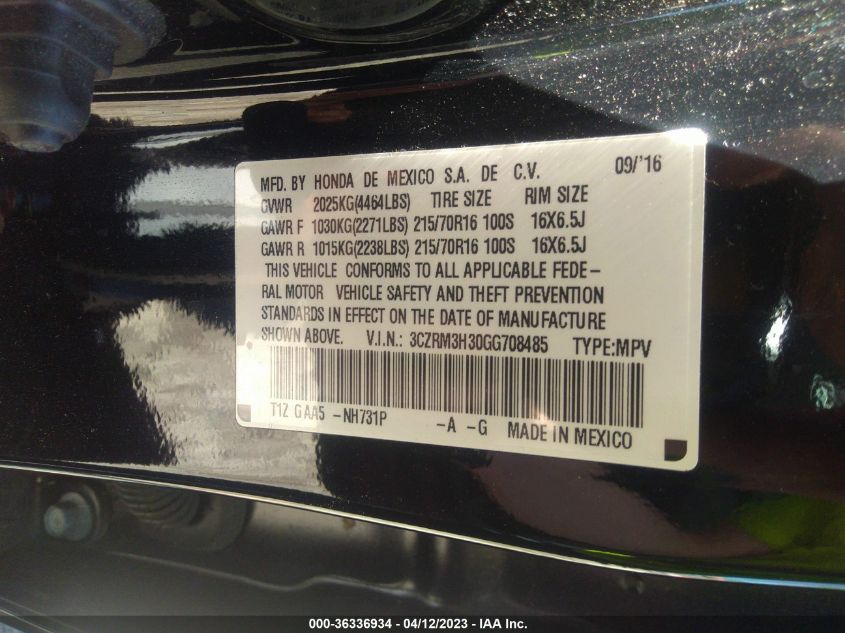 MFD. BY HONDA DE MEXICO S.A. DE C.V. 09/'16
GVWR 2025KG(4464LBS) TIRE SIZE RIM SIZE
GAWR F 1030KG(2271LBS) 215/70R16 100S 16X6.5J
GAWR R 1015KG(2238LBS) 215/70R16 100S 16X6.5J
THIS VEHICLE CONFORMS TO ALL APPLICABLE FEDE-
RAL MOTOR VEHICLE SAFETY AND THEFT PREVENTION
STANDARDS IN EFFECT ON THE DATE OF MANUFACTURE
SHOWN ABOVE. V.I.N.: 3CZRM3H30GG708485 TYPE:MPV
T1Z GAA5 -NH731P -A -G MADE IN MEXICO
000-36336934 - 04/12/2023 - IAA Inc.